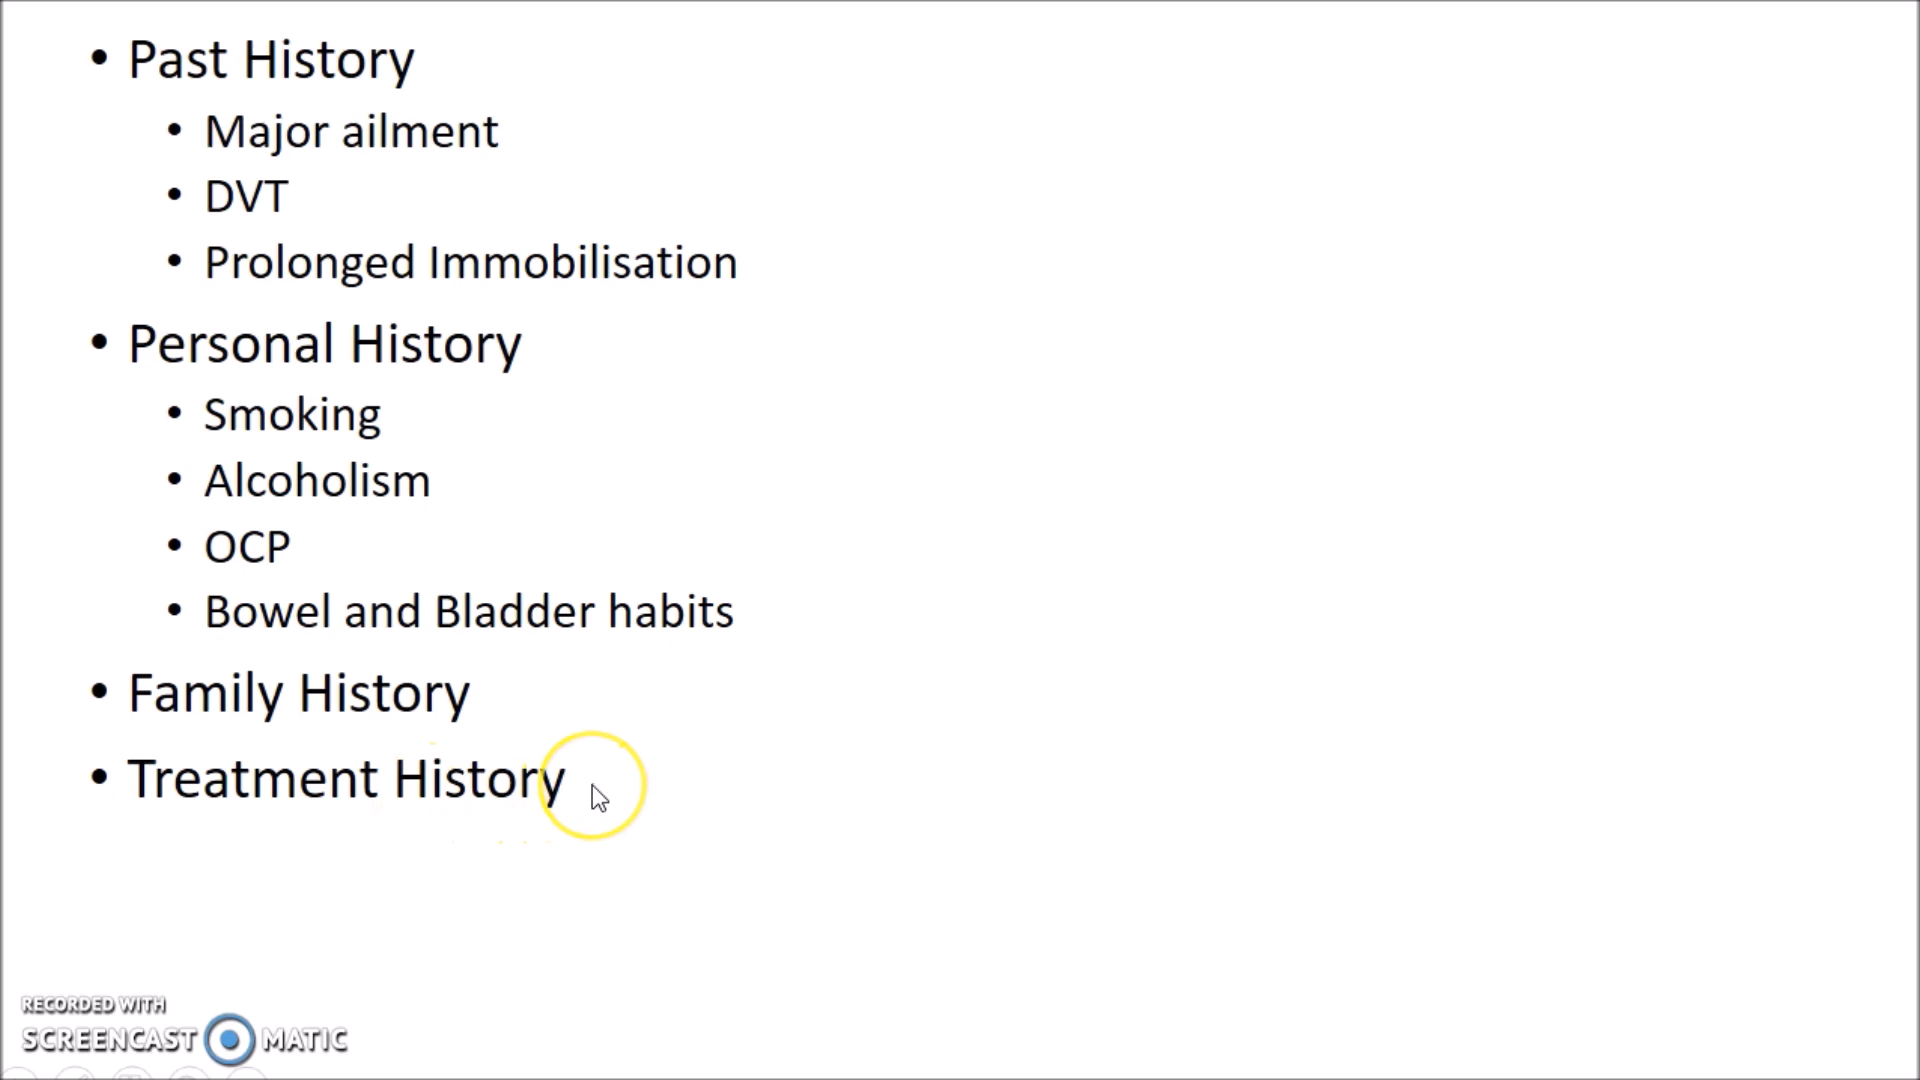 • Past History
• Major ailment
• DVT
• Prolonged Immobilisation
• Personal History
• Smoking
• Alcoholism
• OCP
• Bowel and Bladder habits
• Family History
• Treatment History
RECORDED WITH
SCREENCAST MATIC